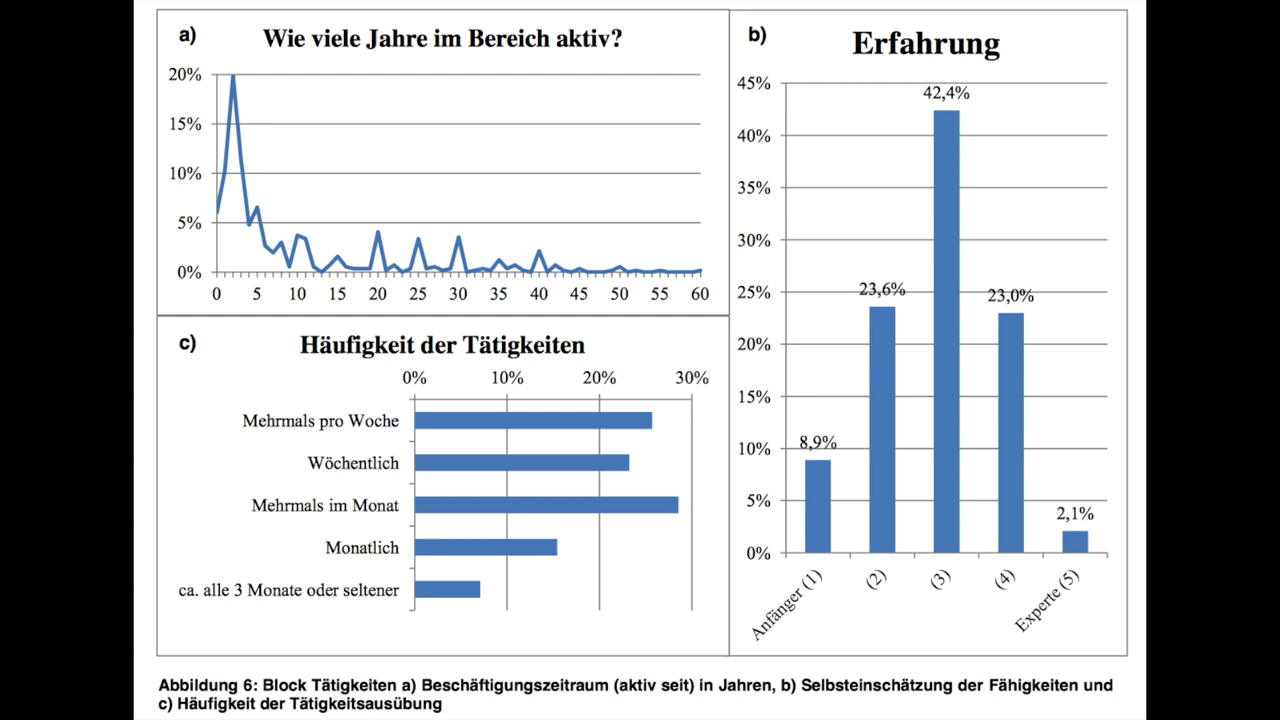 a)
Wie viele Jahre im Bereich aktiv?
20%
15%
10%
5%
0%
0 5 10 15 20 25 30 35 40 45 50 55 60
b)
Erfahrung
45%
40%
35%
30%
25%
20%
15%
10%
5%
0%
8,9%
23,6%
42,4%
23,0%
2,1%
Anfänger (1)
(2)
(3)
(4)
Experte (5)
c)
Häufigkeit der Tätigkeiten
0% 10% 20% 30%
Mehrmals pro Woche
Wöchentlich
Mehrmals im Monat
Monatlich
ca. alle 3 Monate oder seltener
Abbildung 6: Block Tätigkeiten a) Beschäftigungszeitraum (aktiv seit) in Jahren, b) Selbsteinschätzung der Fähigkeiten und
c) Häufigkeit der Tätigkeitsausübung